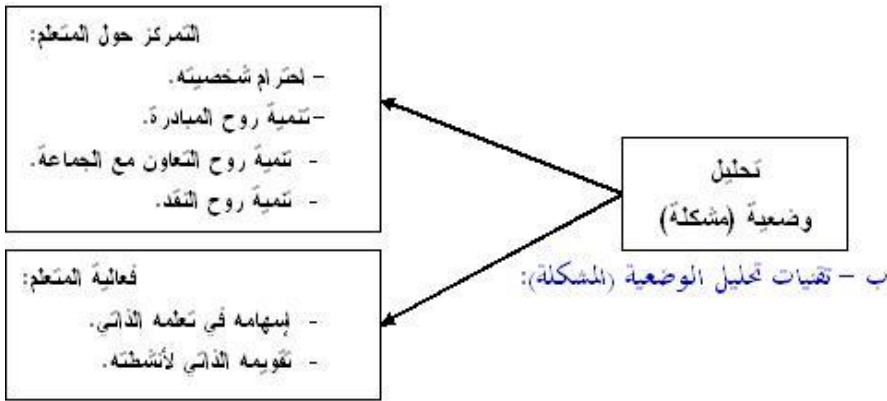 تحليل
وضعية (مشكلة)
التمركز حول المتعلم:
- احترام شخصيته.
-تنمية روح المبادرة.
- تنمية روح التعاون مع الجماعة.
- تنمية روح النقد.
فعالية المتعلم:
- إسهامه في تعلمه الذاتي.
- تقويمه الذاتي لأنشطته.
ب – تقنيات تحليل الوضعية (المشكلة):